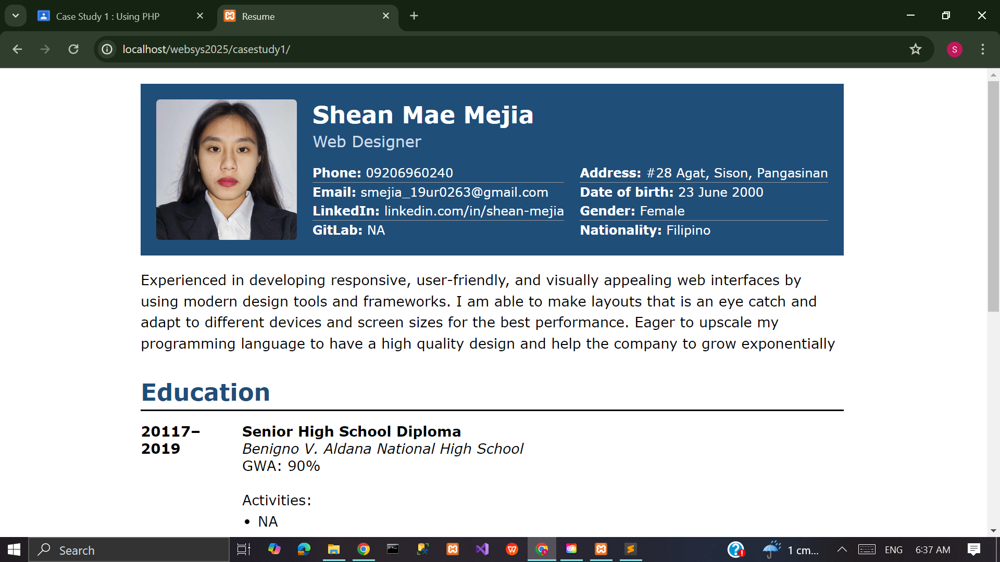 Case Study 1 : Using PHP
Resume
localhost/websys2025/casestudy1/
S
Shean Mae Mejia
Web Designer
Phone: 09206960240
Address: #28 Agat, Sison, Pangasinan
Email: smejia_19ur0263@gmail.com
Date of birth: 23 June 2000
LinkedIn: linkedin.com/in/shean-mejia
Gender: Female
GitLab: NA
Nationality: Filipino
Experienced in developing responsive, user-friendly, and visually appealing web interfaces by
using modern design tools and frameworks. I am able to make layouts that is an eye catch and
adapt to different devices and screen sizes for the best performance. Eager to upscale my
programming language to have a high quality design and help the company to grow exponentially
Education
20117–
2019
Senior High School Diploma
Benigno V. Aldana National High School
GWA: 90%
Activities:
• NA
Search
1 cm...
ENG
6:37 AM